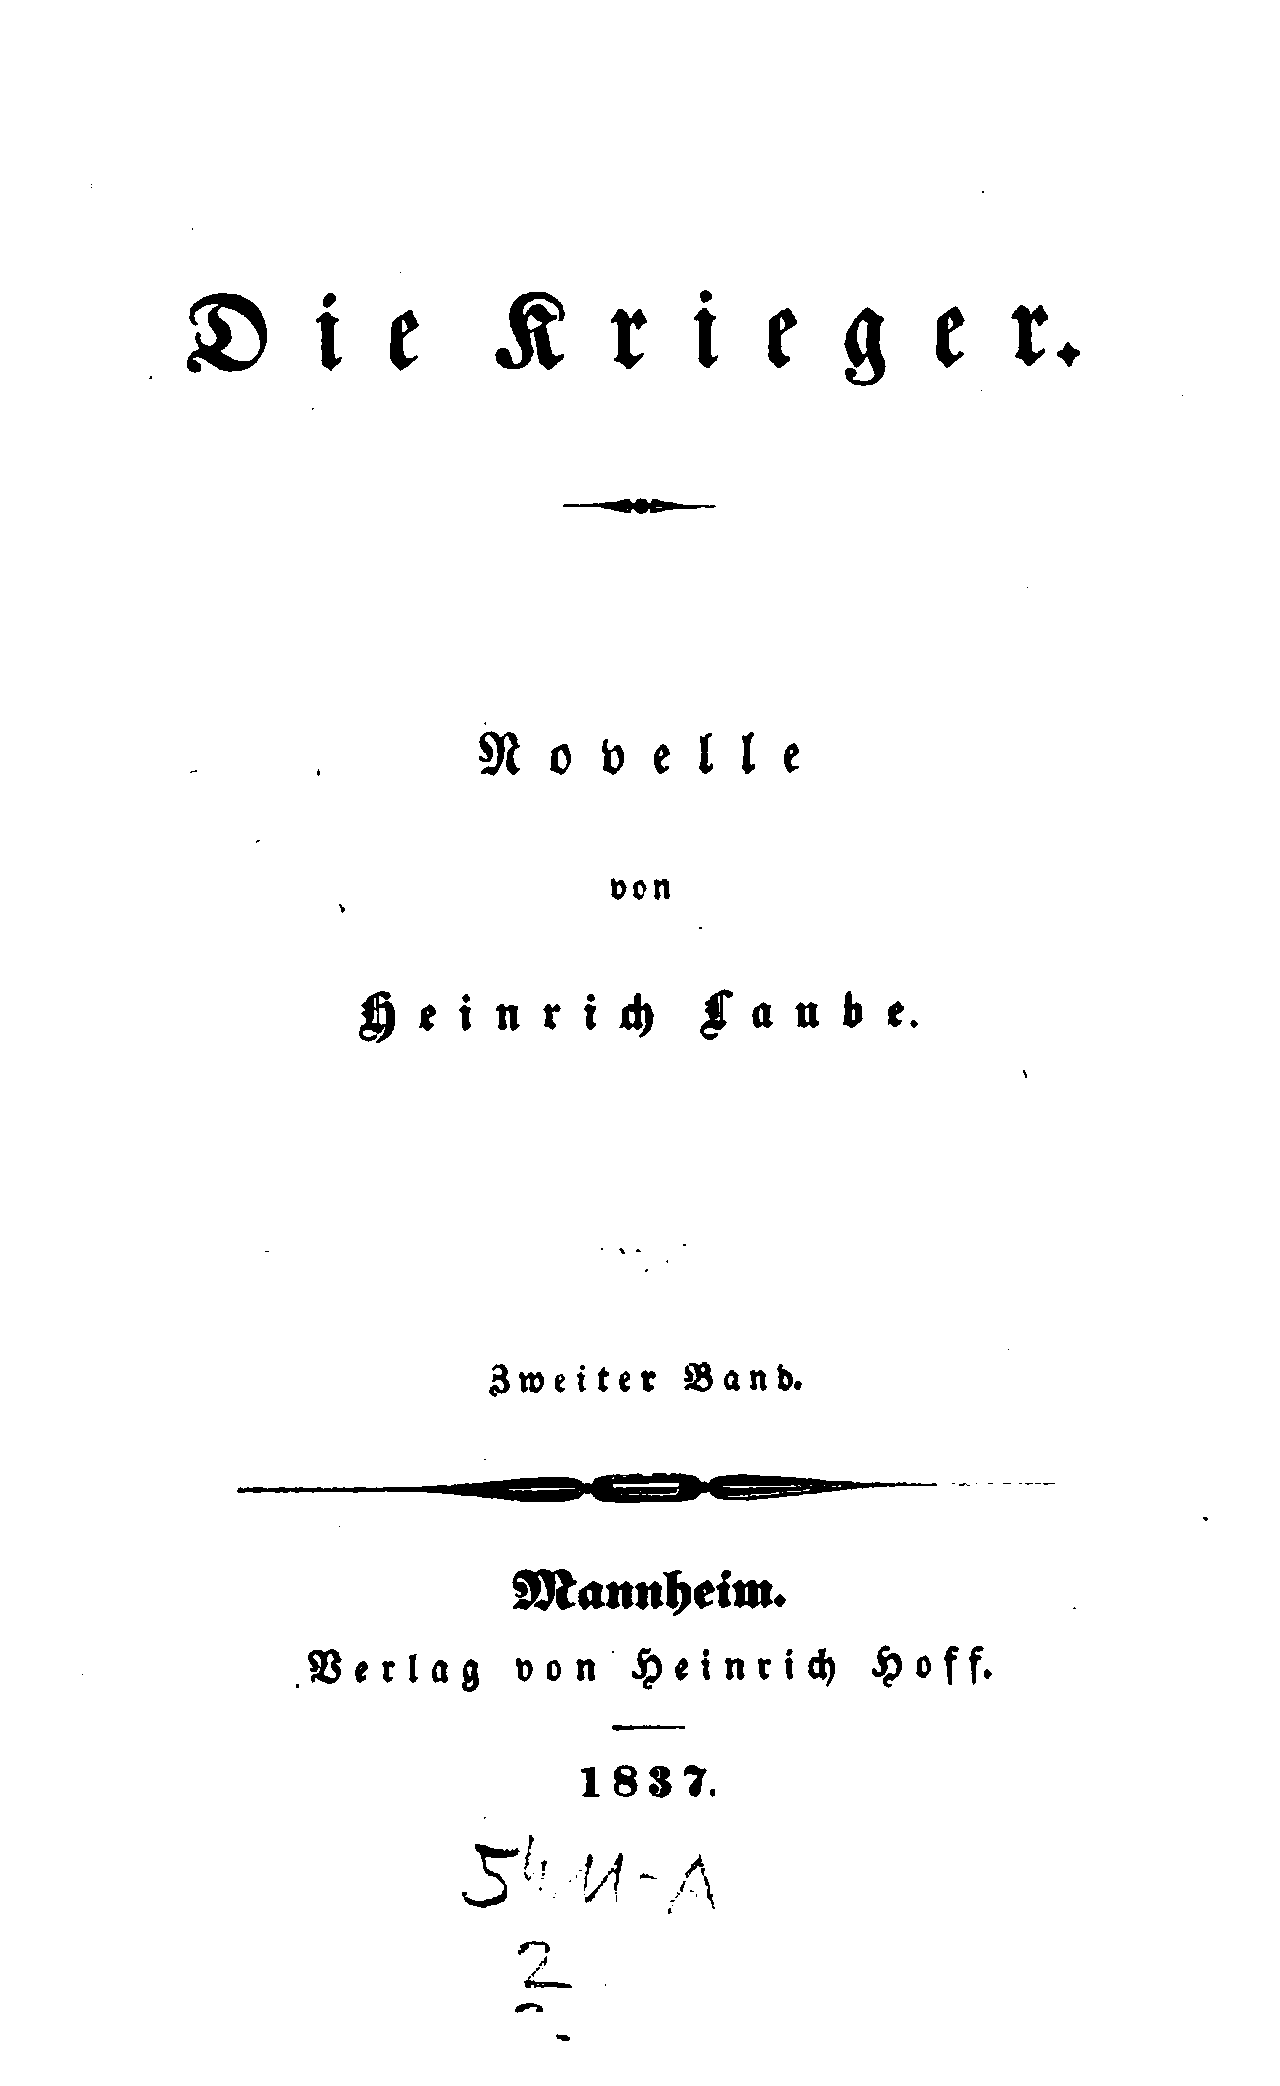 Die Krieger.
Novelle
von
Heinrich Laube.
Zweiter Band.
Mannheim.
Verlag von Heinrich Hoff.
1837.
2